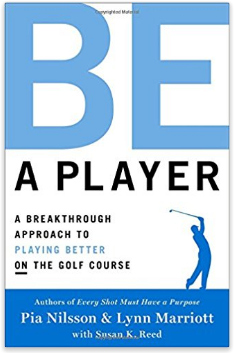 BE
A PLAYER
A BREAKTHROUGH
APPROACH TO
PLAYING BETTER
ON THE GOLF COURSE
Authors of Every Shot Must Have a Purpose
Pia Nilsson & Lynn Marriott
with Susan K. Reed